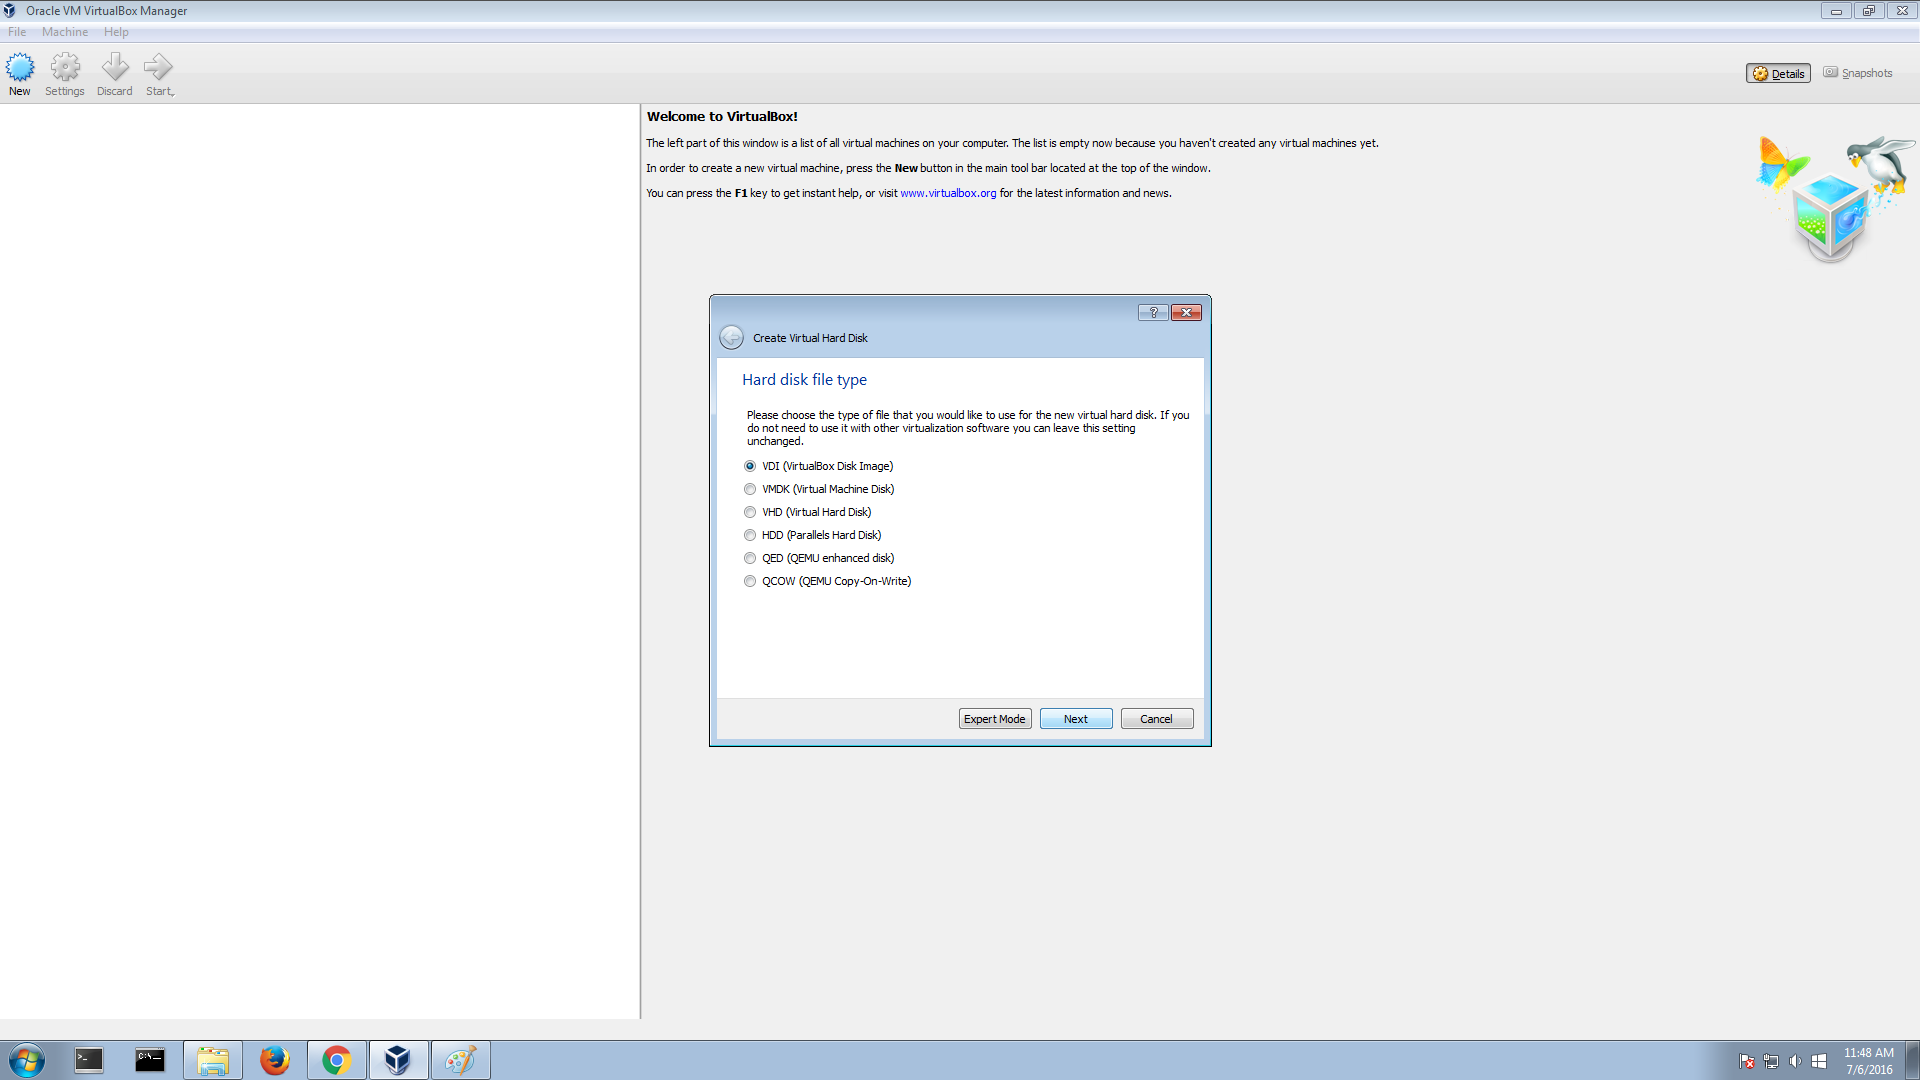 Oracle VM VirtualBox Manager
File Machine Help
New Settings Discard Start
Details Snapshots
Welcome to VirtualBox!
The left part of this window is a list of all virtual machines on your computer. The list is empty now because you haven't created any virtual machines yet.
In order to create a new virtual machine, press the New button in the main tool bar located at the top of the window.
You can press the F1 key to get instant help, or visit www.virtualbox.org for the latest information and news.
?
Create Virtual Hard Disk
Hard disk file type
Please choose the type of file that you would like to use for the new virtual hard disk. If you
do not need to use it with other virtualization software you can leave this setting
unchanged.
VDI (VirtualBox Disk Image)
VMDK (Virtual Machine Disk)
VHD (Virtual Hard Disk)
HDD (Parallels Hard Disk)
QED (QEMU enhanced disk)
QCOW (QEMU Copy-On-Write)
Expert Mode Next Cancel
11:48 AM
7/6/2016